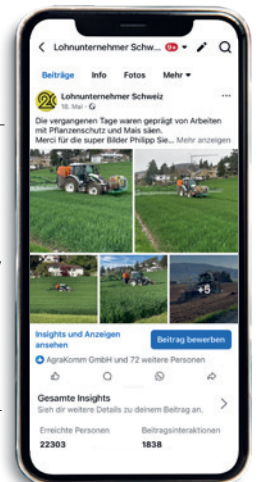 Lohnunternehmer Schw... 9+
Beiträge Info Fotos Mehr
Lohnunternehmer Schweiz
18. Mai
Die vergangenen Tage waren geprägt von Arbeiten
mit Pflanzenschutz und Mais säen.
Merci für die super Bilder Philipp Sie... Mehr anzeigen
+5
Insights und Anzeigen
ansehen
Beitrag bewerben
AgraKomm GmbH und 72 weitere Personen
Gesamte Insights
Sieh dir weitere Details zu deinem Beitrag an.
Erreichte Personen Beitragsinteraktionen
22303 1838